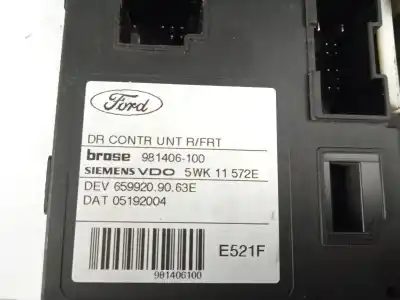 Ford
DR CONTR UNT R/FRT
brose 981406-100
SIEMENS VDO 5WK 11 572E
DEV 659920.90.63E
DAT 05192004
E521F
981406100